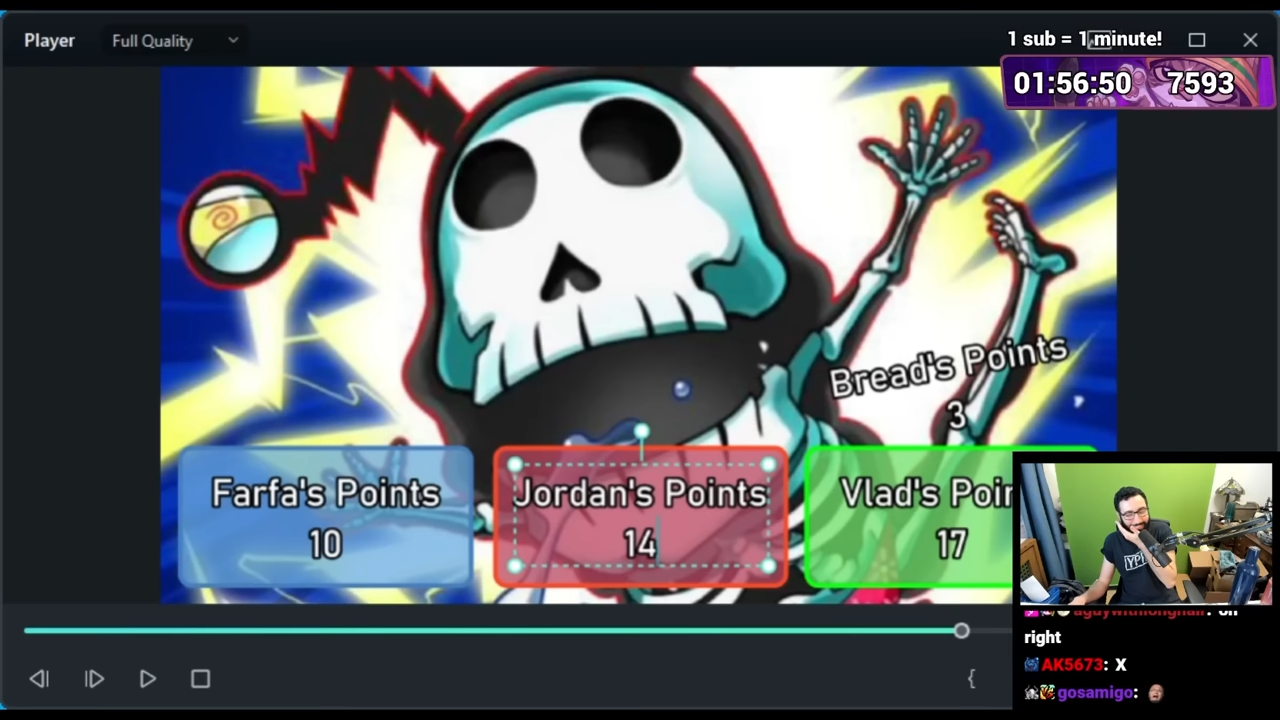 Player
Full Quality
1 sub = 1 minute!
01:56:50 7593
Bread's Points
3
Farfa's Points
10
Jordan's Points
14
Vlad's Poin
17
right
AK5673: X
gosamigo: